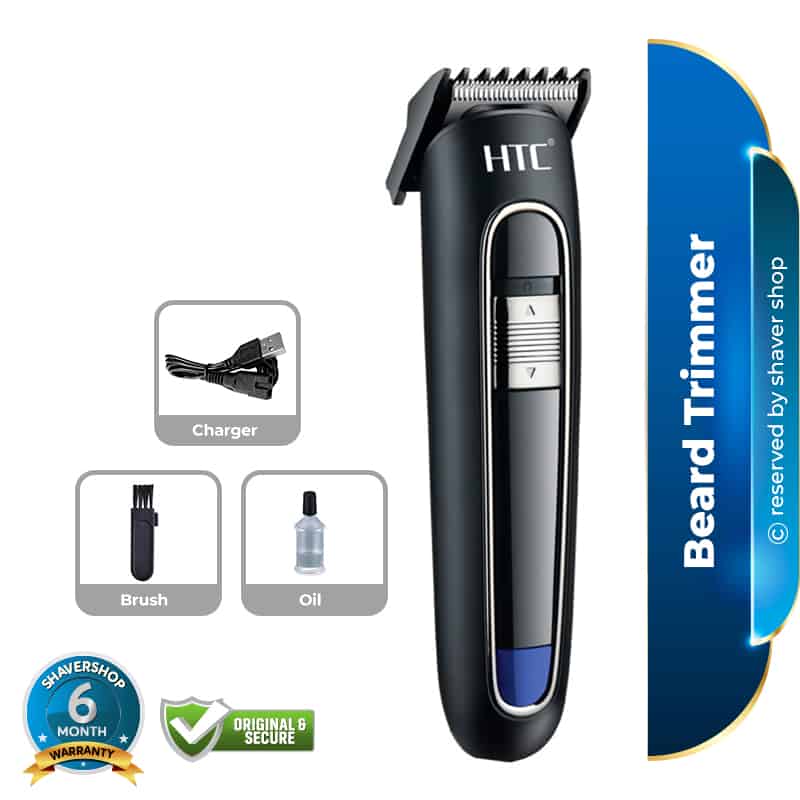 HTC®
Charger
Brush
Oil
SHAVERSHOP
6
MONTH
WARRANTY
ORIGINAL &
SECURE
Beard Trimmer
© reserved by shaver shop